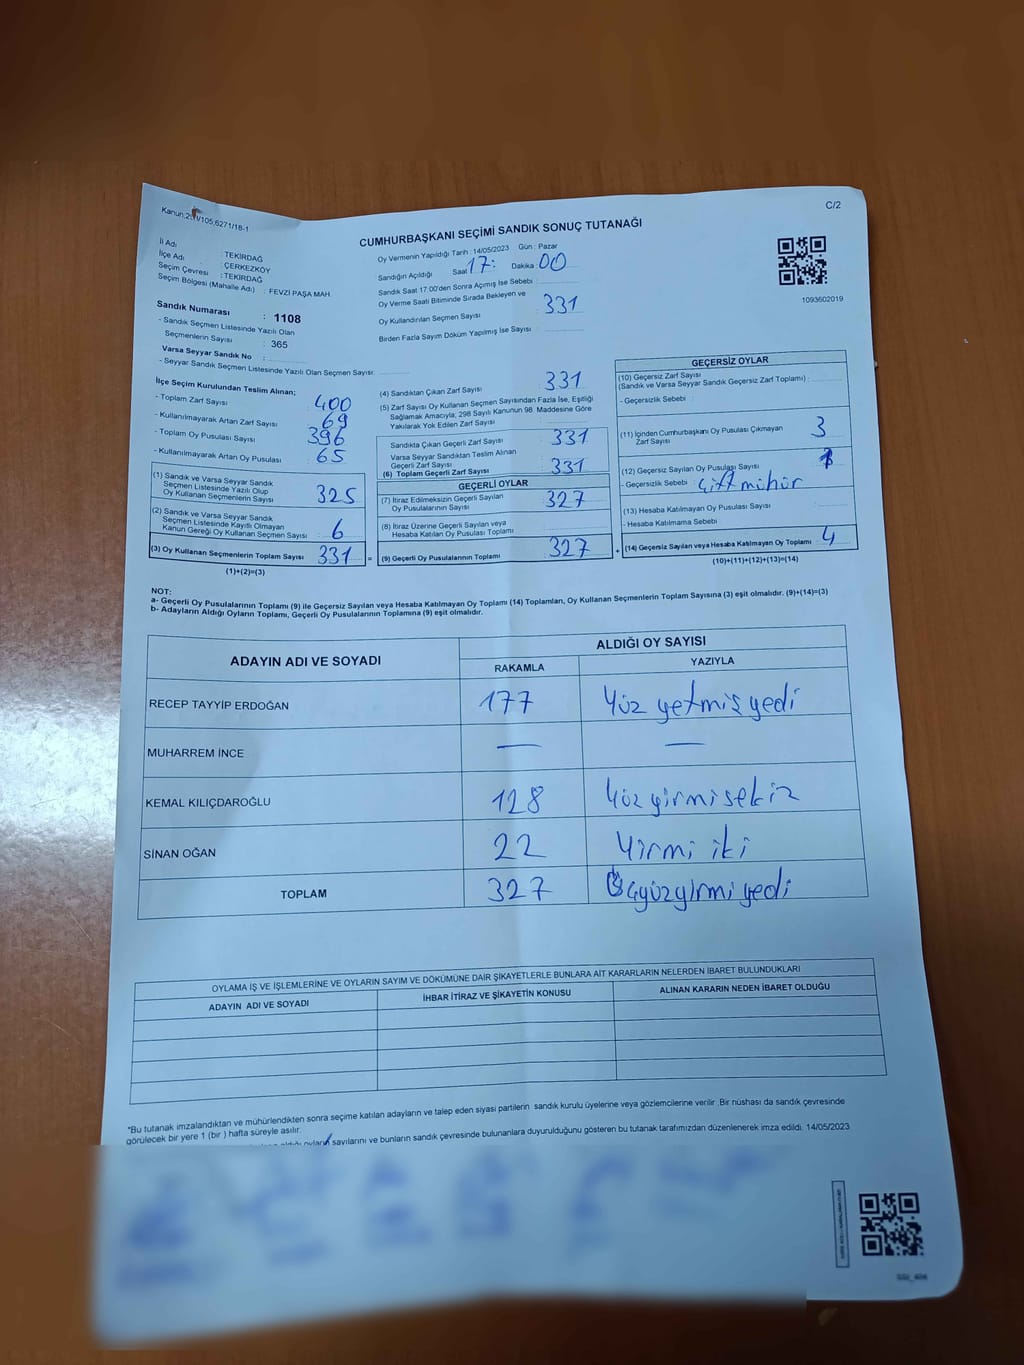 Kanun:298/105;6271/18-1
C/2
CUMHURBAŞKANI SEÇİMİ SANDIK SONUÇ TUTANAĞI
İli Adı : TEKİRDAĞ
İlçe Adı : ÇERKEZKÖY
Seçim Çevresi : TEKİRDAĞ
Seçim Bölgesi (Mahalle Adı) : FEVZİ PAŞA MAH.
Oy Vermenin Yapıldığı Tarih : 14/05/2023 Gün : Pazar
Sandığın Açıldığı Saat 17: Dakika 00
Sandık Saat 17.00'den Sonra Açımış İse Sebebi :
Oy Verme Saati Bitiminde Sırada Bekleyen ve
Oy Kullandırılan Seçmen Sayısı : 331
Birden Fazla Sayım Döküm Yapılmış İse Sayısı :
1093602019
Sandık Numarası : 1108
- Sandık Seçmen Listesinde Yazılı Olan
Seçmenlerin Sayısı : 365
Varsa Seyyar Sandık No :
- Seyyar Sandık Seçmen Listesinde Yazılı Olan Seçmen Sayısı:
İlçe Seçim Kurulundan Teslim Alınan;
- Toplam Zarf Sayısı : 400
- Kullanılmayarak Artan Zarf Sayısı : 69
- Toplam Oy Pusulası Sayısı : 396
- Kullanılmayarak Artan Oy Pusulası : 65
(1) Sandık ve Varsa Seyyar Sandık
Seçmen Listesinde Yazılı Olup
Oy Kullanan Seçmenlerin Sayısı : 325
(2) Sandık ve Varsa Seyyar Sandık
Seçmen Listesinde Kayıtlı Olmayan
Kanun Gereği Oy Kullanan Seçmen Sayısı : 6
(3) Oy Kullanan Seçmenlerin Toplam Sayısı : 331
(1)+(2)=(3)
(4) Sandıktan Çıkan Zarf Sayısı : 331
(5) Zarf Sayısı Oy Kullanan Seçmen Sayısından Fazla İse, Eşitliği
Sağlamak Amacıyla; 298 Sayılı Kanunun 98. Maddesine Göre
Yakılarak Yok Edilen Zarf Sayısı :
Sandıkta Çıkan Geçerli Zarf Sayısı : 331
Varsa Seyyar Sandıktan Teslim Alınan
Geçerli Zarf Sayısı :
(6) Toplam Geçerli Zarf Sayısı : 331
GEÇERLİ OYLAR
(7) İtiraz Edilmeksizin Geçerli Sayılan
Oy Pusulasının Sayısı : 327
(8) İtiraz Üzerine Geçerli Sayılan veya
Hesaba Katılan Oy Pusulası Toplamı :
= (9) Geçerli Oy Pusulalarının Toplamı : 327
GEÇERSİZ OYLAR
(10) Geçersiz Zarf Sayısı
(Sandık ve Varsa Seyyar Sandık Geçersiz Zarf Toplamı) :
- Geçersizlik Sebebi :
(11) İçinden Cumhurbaşkanı Oy Pusulası Çıkmayan
Zarf Sayısı : 3
(12) Geçersiz Sayılan Oy Pusulası Sayısı : 1
- Geçersizlik Sebebi : çift mühür
(13) Hesaba Katılmayan Oy Pusulası Sayısı :
- Hesaba Katılmama Sebebi :
+ (14) Geçersiz Sayılan veya Hesaba Katılmayan Oy Toplamı : 4
(10)+(11)+(12)+(13)=(14)
NOT:
a- Geçerli Oy Pusulalarının Toplamı (9) ile Geçersiz Sayılan veya Hesaba Katılmayan Oy Toplamı (14) Toplamları, Oy Kullanan Seçmenlerin Toplam Sayısına (3) eşit olmalıdır. (9)+(14)=(3)
b- Adayların Aldığı Oyların Toplamı, Geçerli Oy Pusulalarının Toplamına (9) eşit olmalıdır.
ADAYIN ADI VE SOYADI
ALDIĞI OY SAYISI
RAKAMLA YAZIYLA
RECEP TAYYİP ERDOĞAN 177 Yüz yetmiş yedi
MUHARREM İNCE — —
KEMAL KILIÇDAROĞLU 128 Yüz yirmi sekiz
SİNAN OĞAN 22 Yirmi iki
TOPLAM 327 Üçyüzyirmi yedi
OYLAMA İŞ VE İŞLEMLERİNE VE OYLARIN SAYIM VE DÖKÜMÜNE DAİR ŞİKAYETLERLE BUNLARA AİT KARARLARIN NELERDEN İBARET BULUNDUKLARI
ADAYIN ADI VE SOYADI İHBAR İTİRAZ VE ŞİKAYETİN KONUSU ALINAN KARARIN NEDEN İBARET OLDUĞU
*Bu tutanak imzalandıktan ve mühürlendikten sonra seçime katılan adayların ve talep eden siyasi partilerin sandık kurulu üyelerine veya gözlemcilerine verilir .Bir nüshası da sandık çevresinde
görülecek bir yere 1 (bir ) hafta süreyle asılır.
aldığı oyların sayılarını ve bunların sandık çevresinde bulunanlara duyurulduğunu gösteren bu tutanak tarafımızdan düzenlenerek imza edildi. 14/05/2023